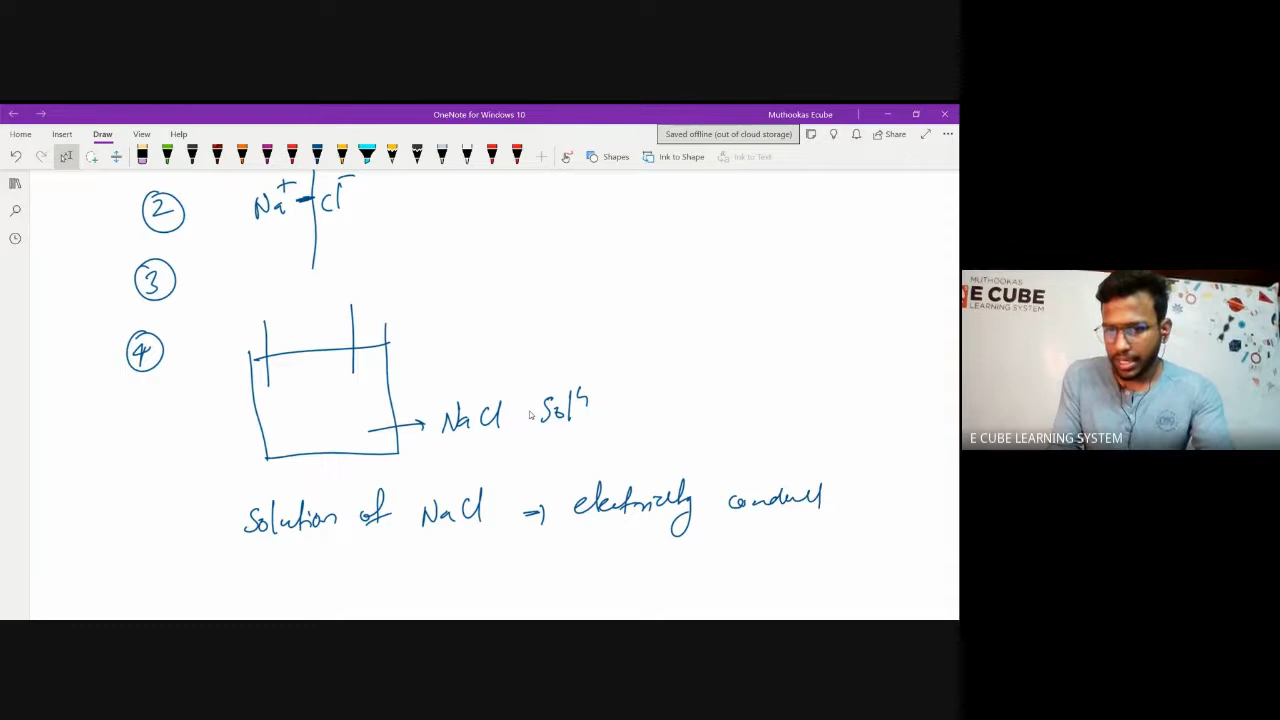 OneNote for Windows 10
Muthookas Ecube
Home Insert Draw View Help
Saved offline (out of cloud storage)
Share
Shapes
Ink to Shape
Ink to Text
2 Na+ Cl-
3
4
NaCl Soln
Solution of NaCl ⇒ electricity conduct
MUTHOOKAS
E CUBE
LEARNING SYSTEM
E CUBE LEARNING SYSTEM